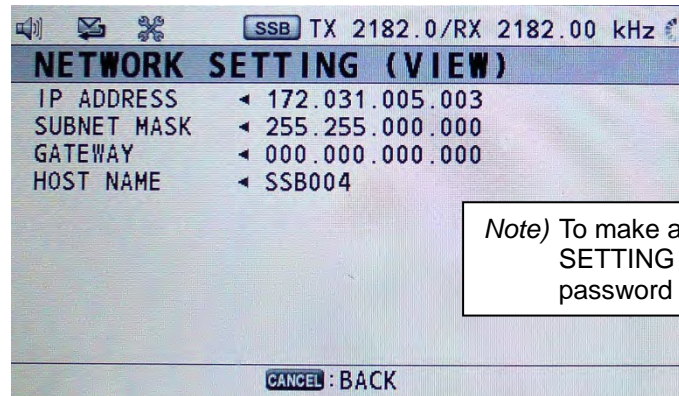 SSB TX 2182.0/RX 2182.00 kHz
NETWORK SETTING (VIEW)
IP ADDRESS ◄ 172.031.005.003
SUBNET MASK ◄ 255.255.000.000
GATEWAY ◄ 000.000.000.000
HOST NAME ◄ SSB004
Note) To make a
SETTING
password
CANCEL : BACK